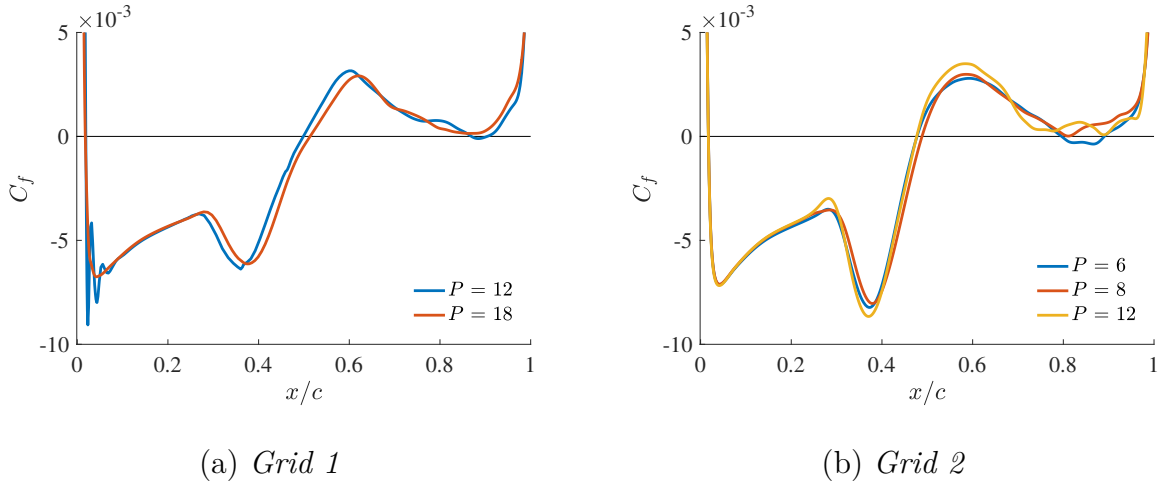 ×10⁻³
5
0
-5
-10
C_f
0
0.2
0.4
0.6
0.8
1
x/c
P = 12
P = 18
(a) Grid 1
×10⁻³
5
0
-5
-10
C_f
0
0.2
0.4
0.6
0.8
1
x/c
P = 6
P = 8
P = 12
(b) Grid 2